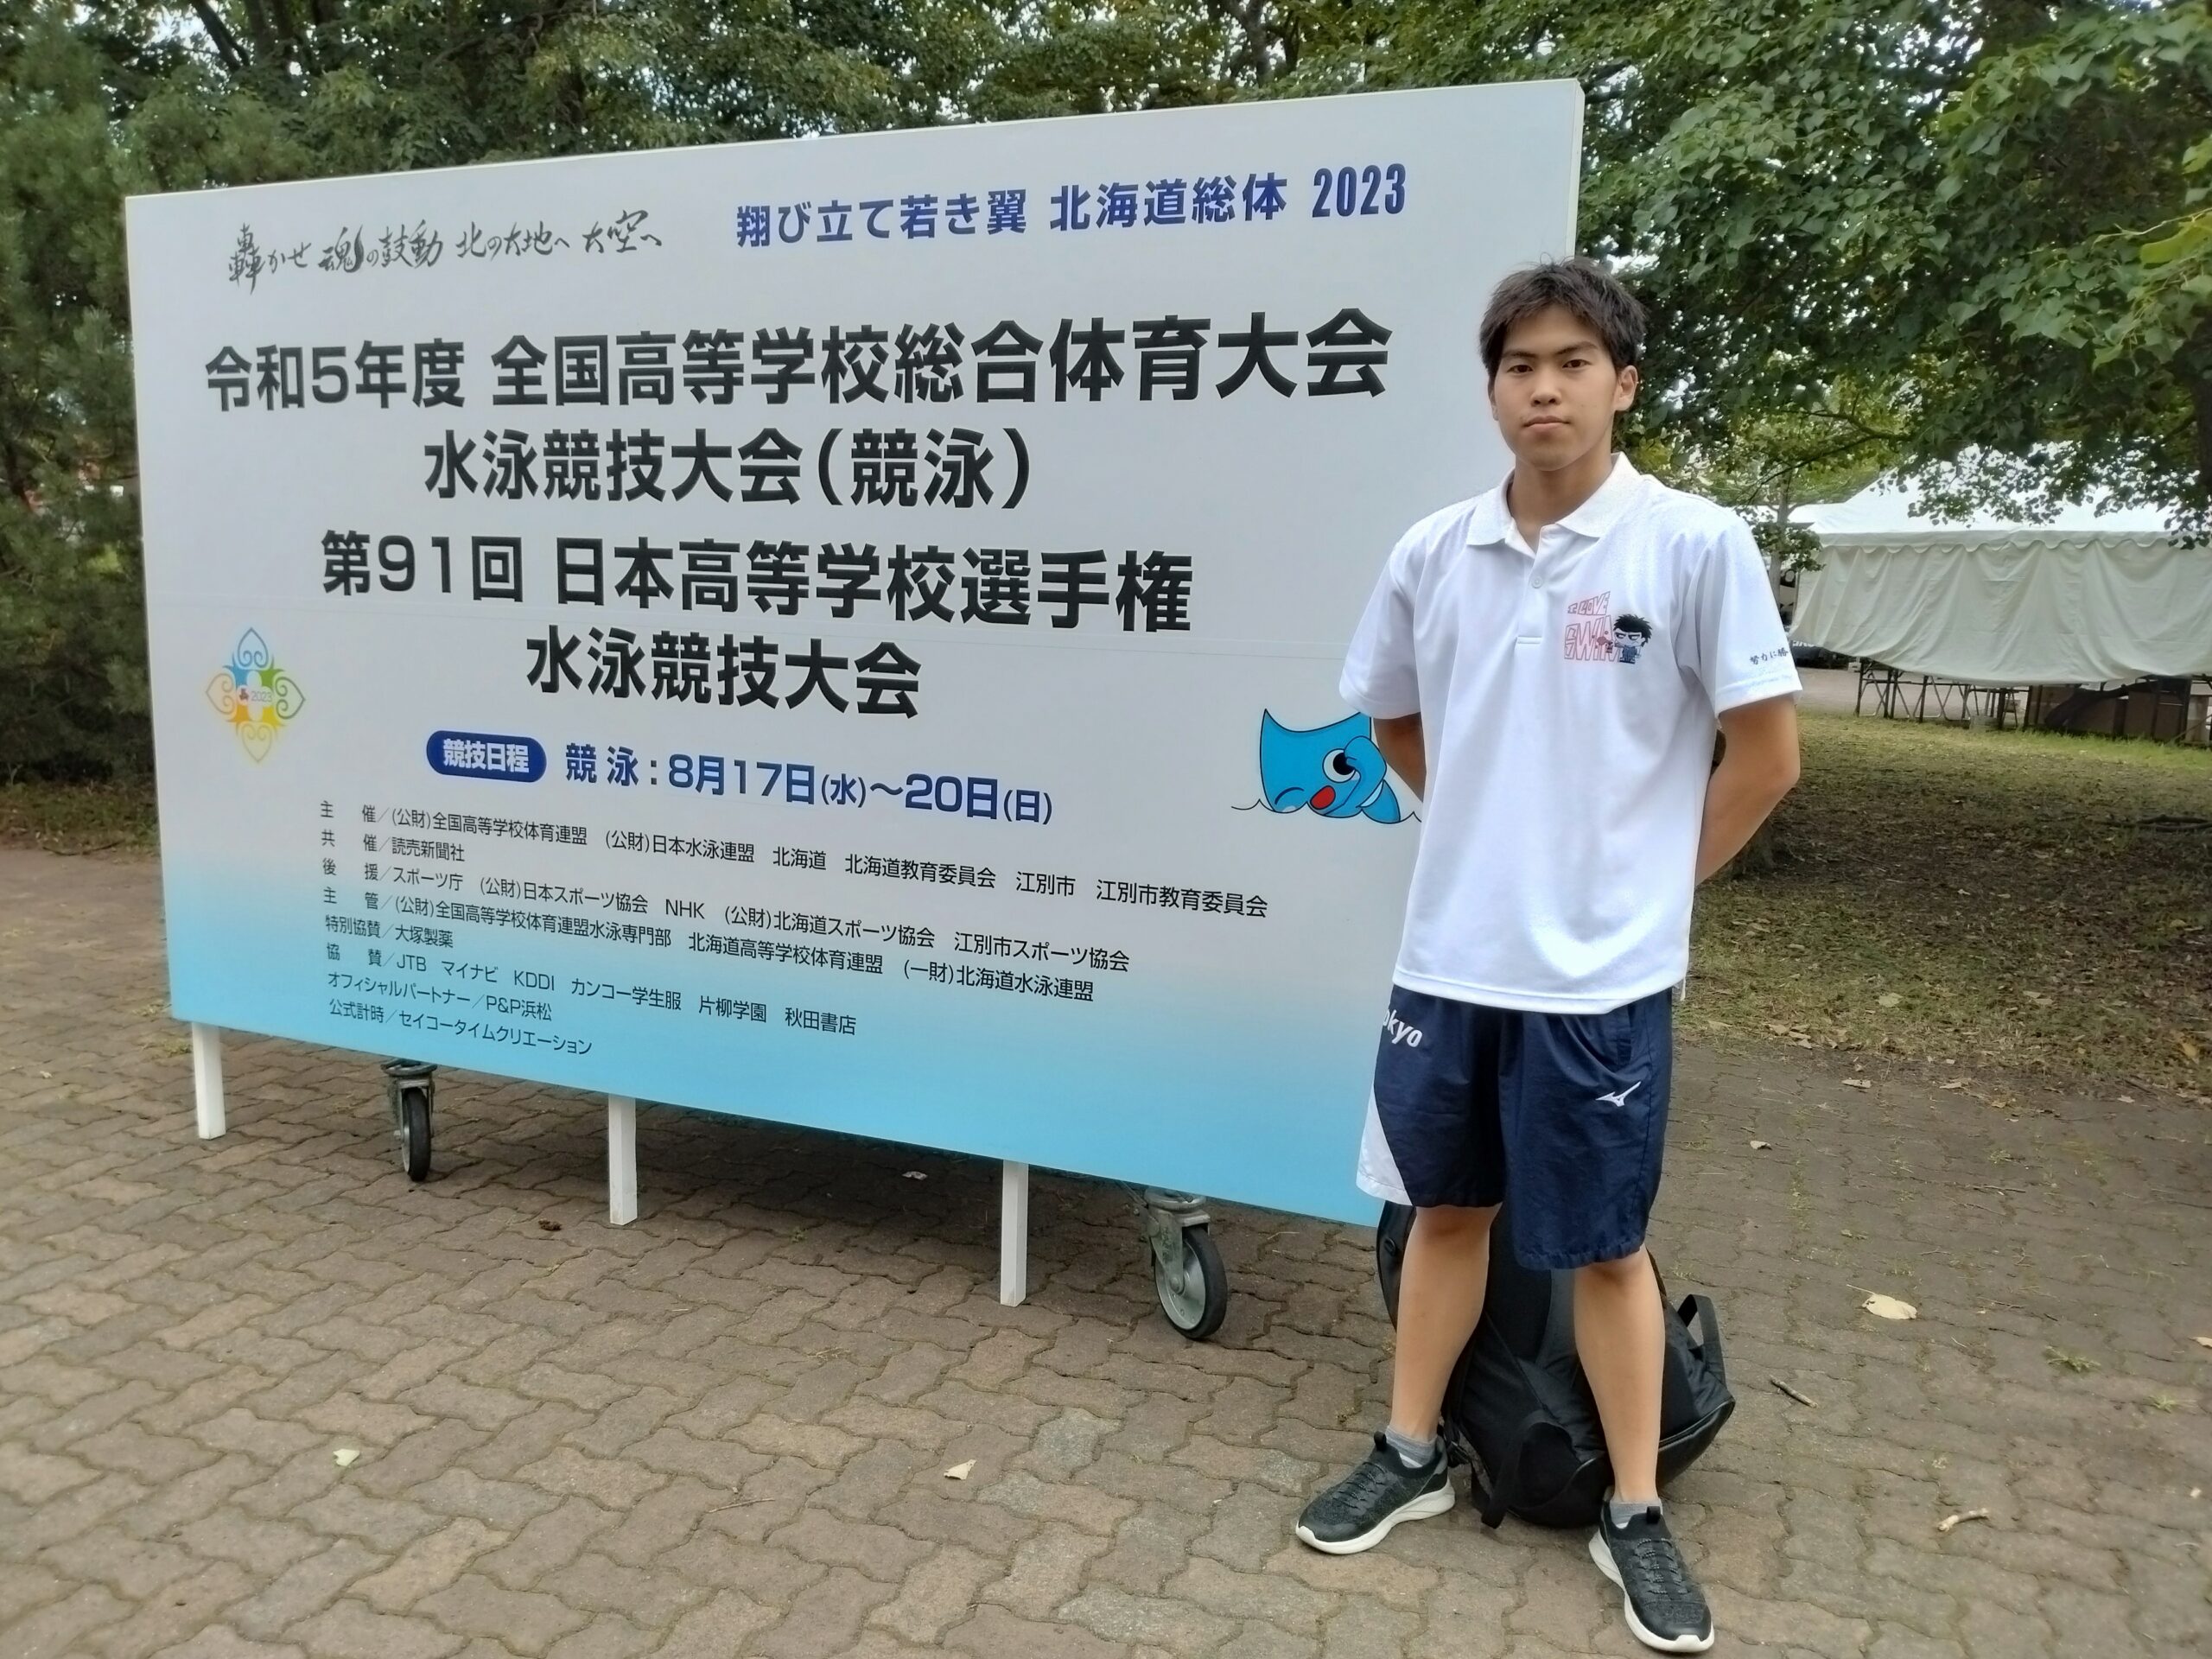 轟かせ 魂の鼓動 北の大地へ 大空へ
翔び立て若き翼 北海道総体 2023
令和5年度 全国高等学校総合体育大会
水泳競技大会（競泳）
第91回 日本高等学校選手権
水泳競技大会
2023
競技日程 競泳：8月17日(水)～20日(日)
主催／(公財)全国高等学校体育連盟 (公財)日本水泳連盟 北海道 北海道教育委員会 江別市 江別市教育委員会
共催／読売新聞社
後援／スポーツ庁 (公財)日本スポーツ協会 NHK (公財)北海道スポーツ協会 江別市スポーツ協会
主管／(公財)全国高等学校体育連盟水泳専門部 北海道高等学校体育連盟 (一財)北海道水泳連盟
特別協賛／大塚製薬
協賛／JTB マイナビ KDDI カンコー学生服 片柳学園 秋田書店
オフィシャルパートナー／P&P浜松
公式計時／セイコータイムクリエーション
I LOVE
SWIM
努力に勝
okyo